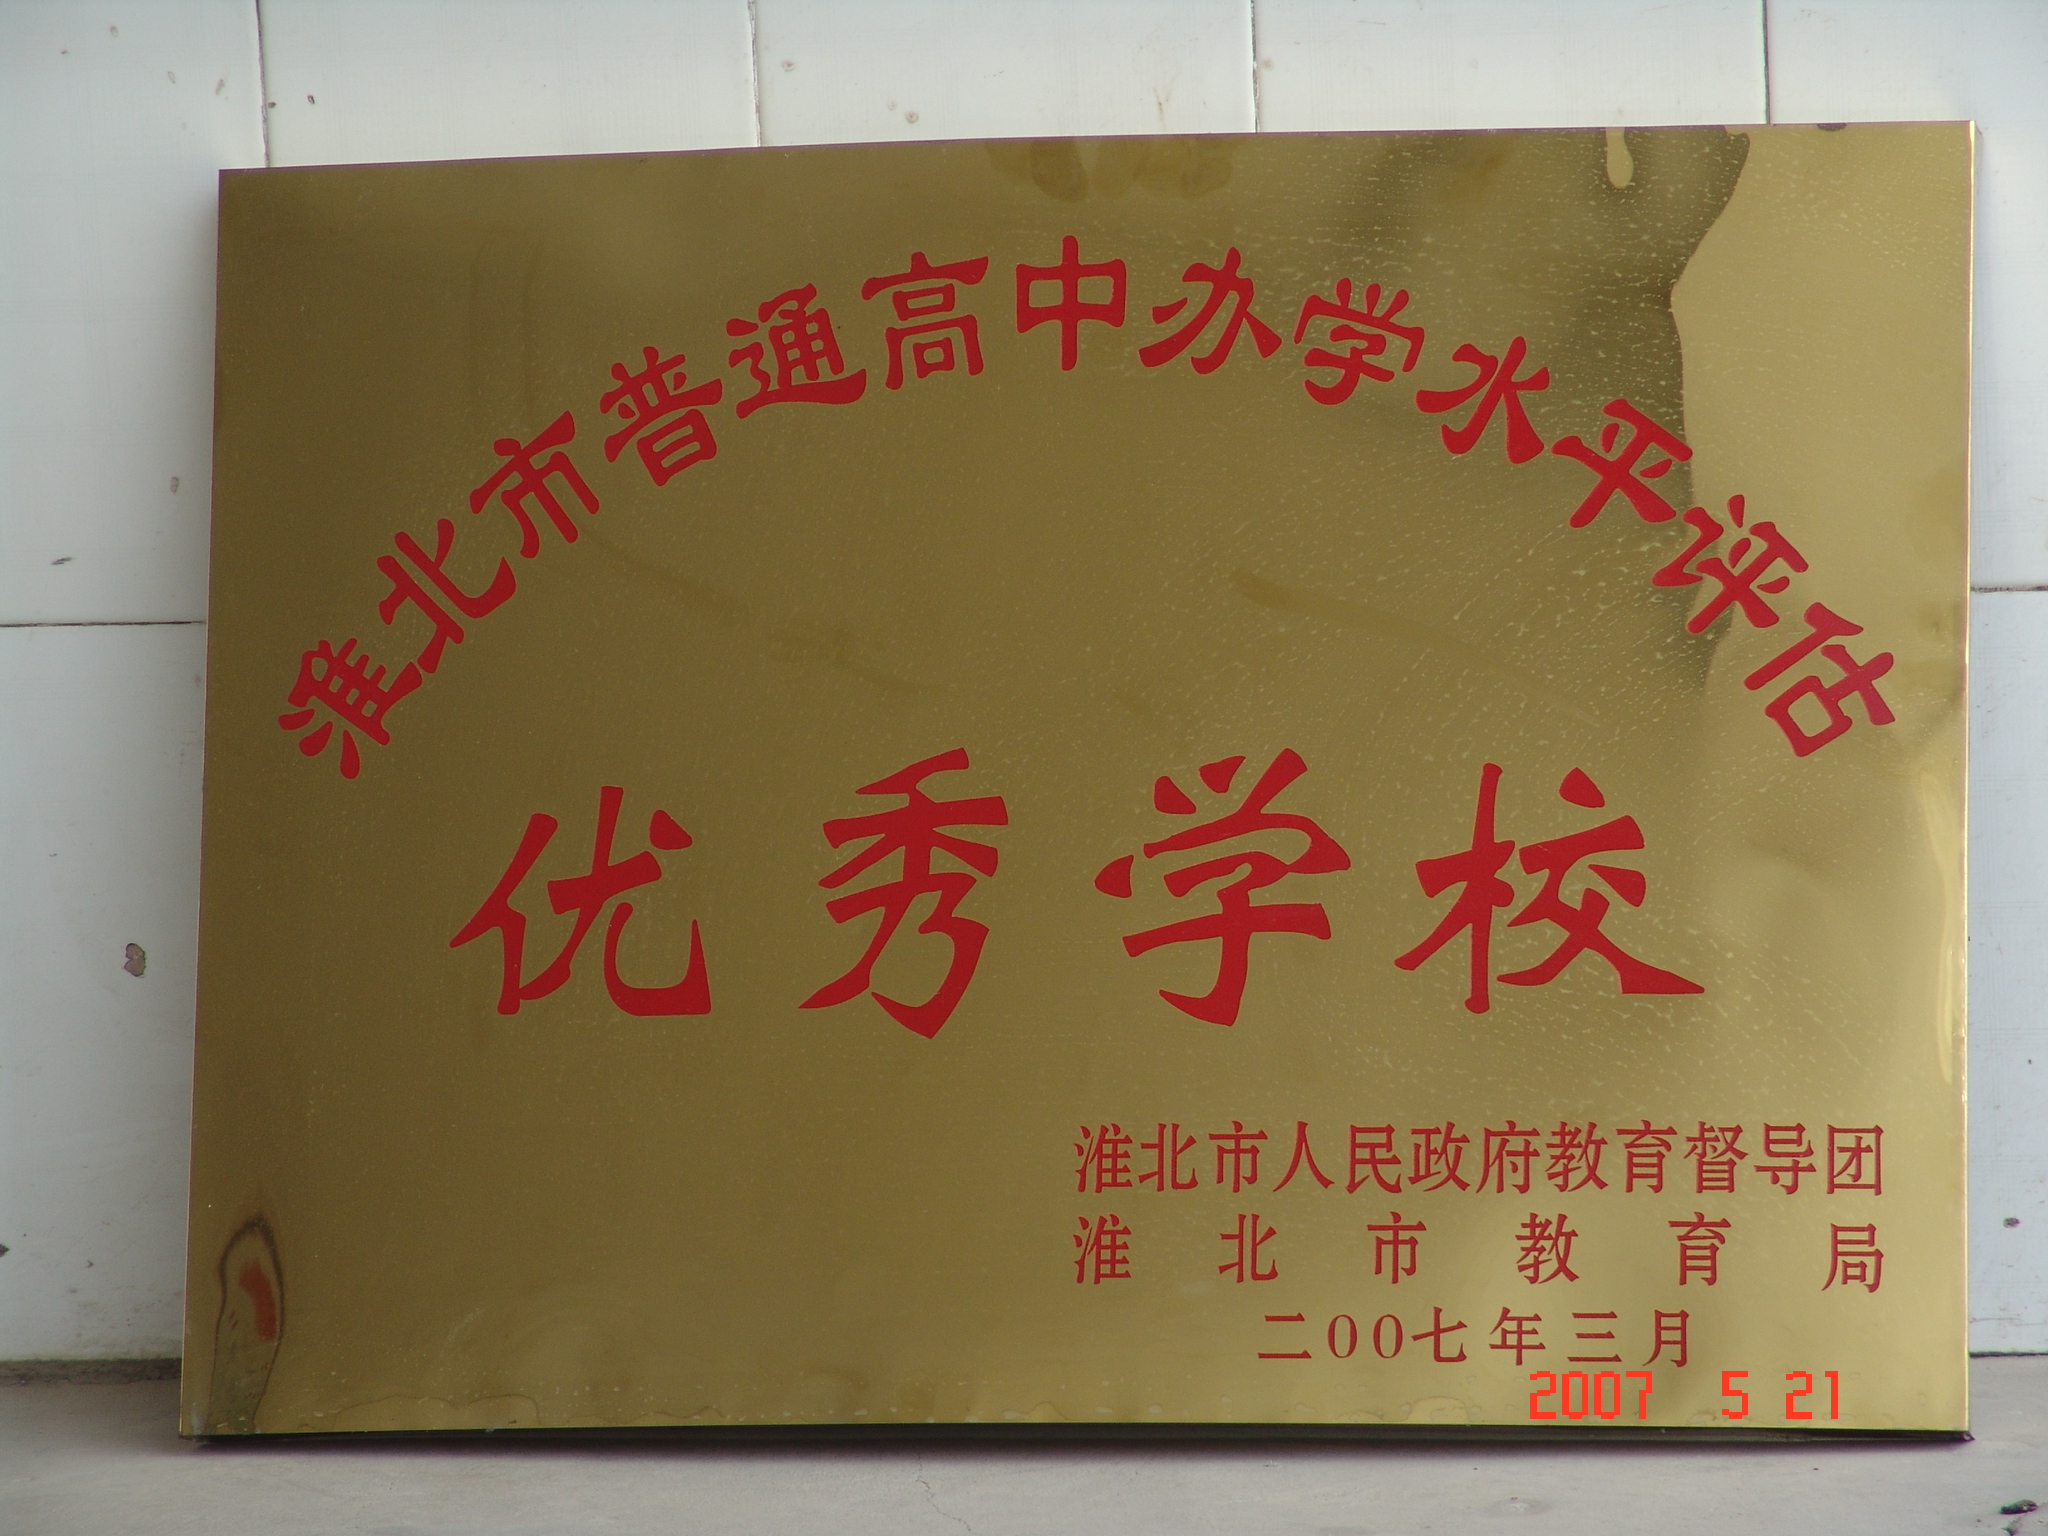 淮北市普通高中办学水平评估
优秀学校
淮北市人民政府教育督导团
淮北市教育局
二00七年三月
2007 5 21